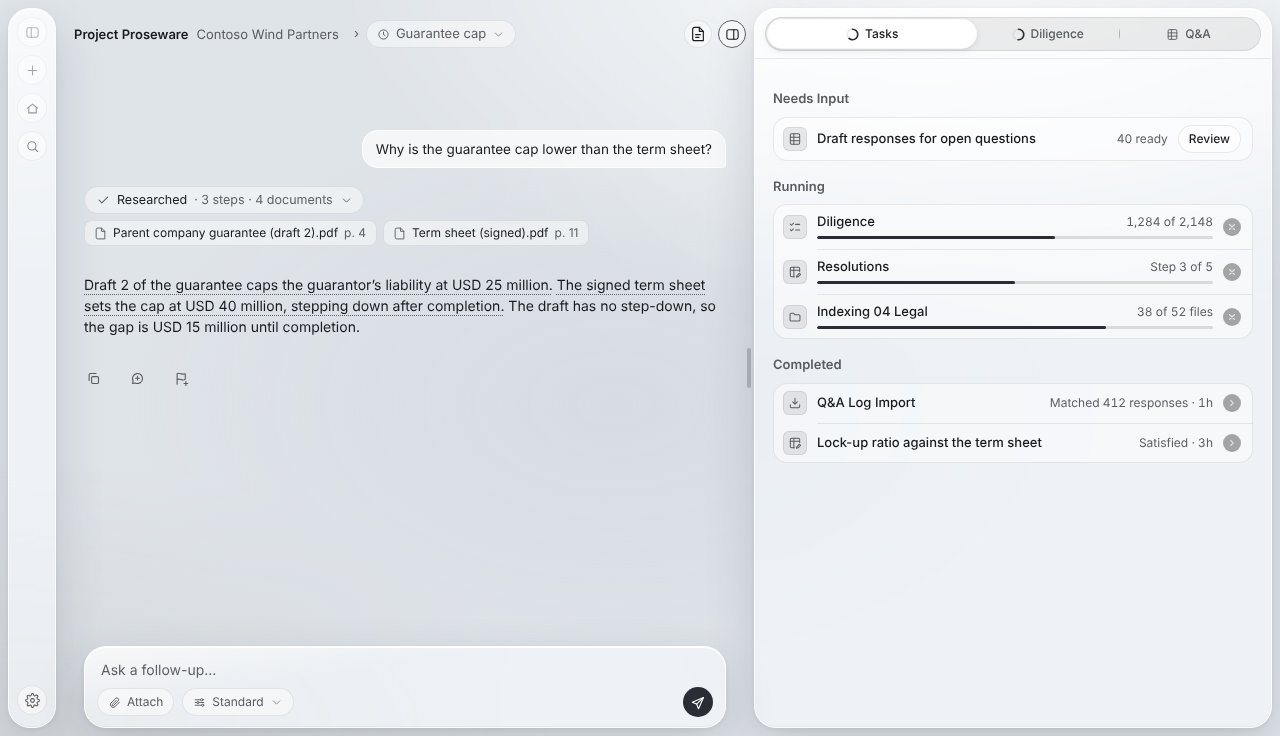 Project Proseware Contoso Wind Partners › Guarantee cap
Why is the guarantee cap lower than the term sheet?
Researched · 3 steps · 4 documents
Parent company guarantee (draft 2).pdf p. 4 Term sheet (signed).pdf p. 11
Draft 2 of the guarantee caps the guarantor’s liability at USD 25 million. The signed term sheet
sets the cap at USD 40 million, stepping down after completion. The draft has no step-down, so
the gap is USD 15 million until completion.
Ask a follow-up...
Attach Standard
Tasks Diligence Q&A
Needs Input
Draft responses for open questions 40 ready Review
Running
Diligence 1,284 of 2,148
Resolutions Step 3 of 5
Indexing 04 Legal 38 of 52 files
Completed
Q&A Log Import Matched 412 responses · 1h
Lock-up ratio against the term sheet Satisfied · 3h